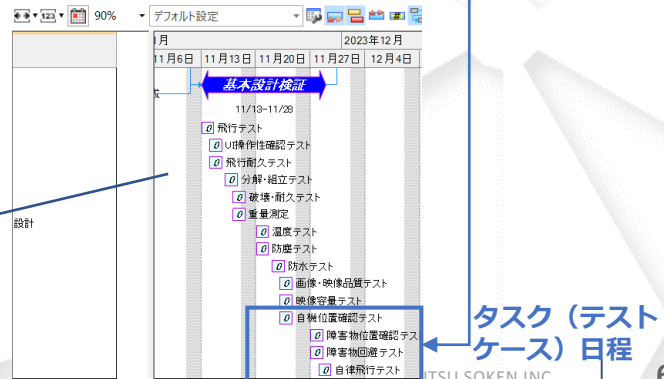 123
90%
デフォルト設定
月
2023年12月
11月6日
11月13日
11月20日
11月27日
12月4日
基本設計検証
11/13-11/28
0 飛行テスト
0 UI操作性確認テスト
0 飛行耐久テスト
0 分解・組立テスト
0 破壊・耐久テスト
0 重量測定
設計
0 温度テスト
0 防塵テスト
0 防水テスト
0 画像・映像品質テスト
0 映像容量テスト
0 自機位置確認テスト
0 障害物位置確認テス
0 障害物回避テスト
0 自律飛行テスト
タスク（テスト
ケース）日程
ITSU SOKEN INC